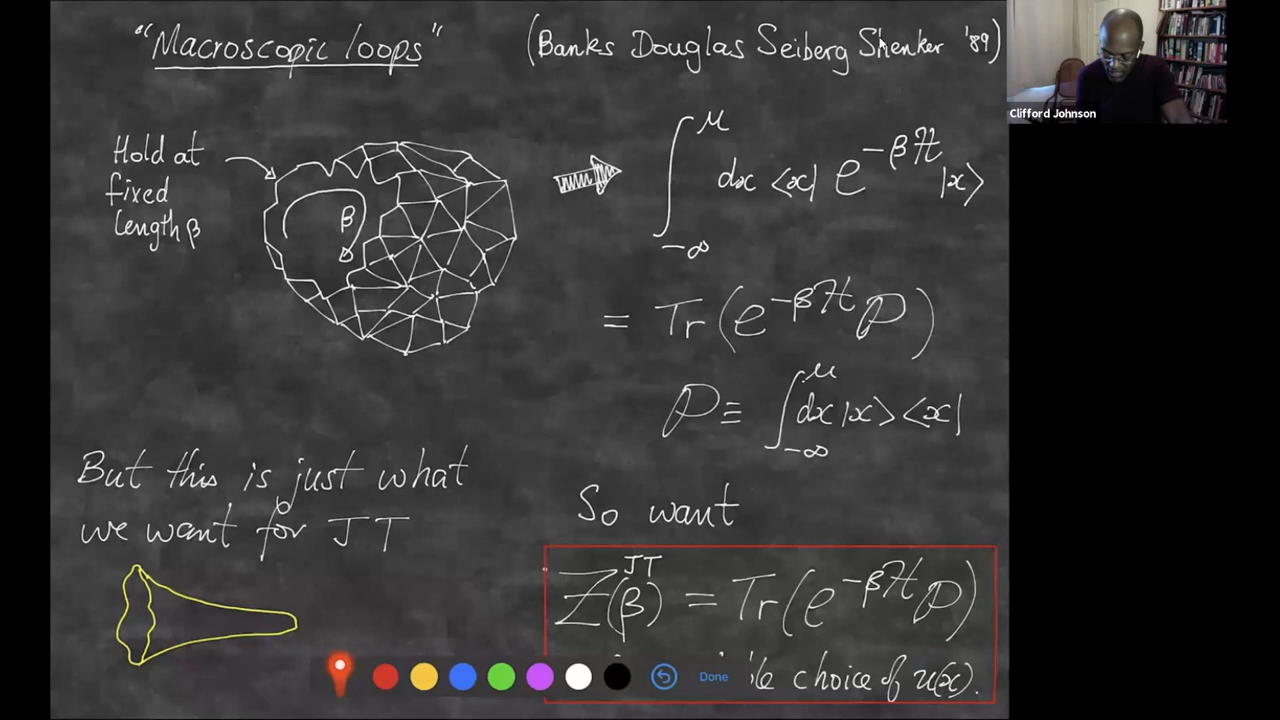 "Macroscopic loops" (Banks Douglas Seiberg Shenker '89)
Clifford Johnson
Hold at
fixed
length β
β
∫_{-∞}^{μ} dx <x| e^{-βH} |x>
= Tr(e^{-βH} P)
P ≡ ∫_{-∞}^{μ} dx |x> <x|
But this is just what
we want for JT
So want
Z^{JT}(β) = Tr(e^{-βH} P)
choice of u(x).
Done